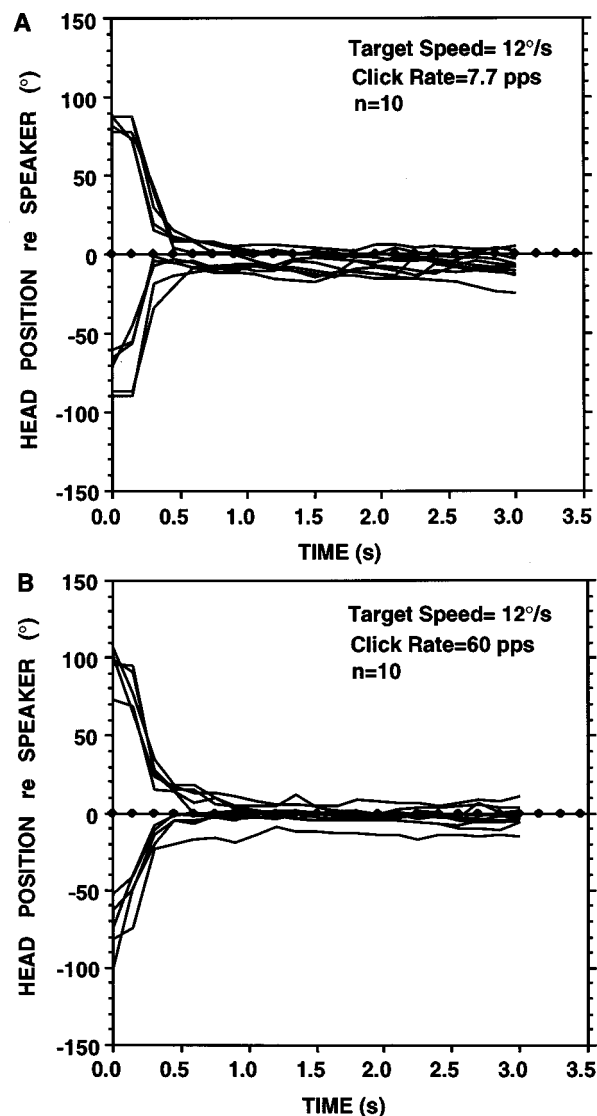 A
Target Speed= 12°/s
Click Rate=7.7 pps
n=10
HEAD POSITION re SPEAKER (°)
150
100
50
0
-50
-100
-150
0.0 0.5 1.0 1.5 2.0 2.5 3.0 3.5
TIME (s)
B
Target Speed= 12°/s
Click Rate=60 pps
n=10
HEAD POSITION re SPEAKER (°)
150
100
50
0
-50
-100
-150
0.0 0.5 1.0 1.5 2.0 2.5 3.0 3.5
TIME (s)